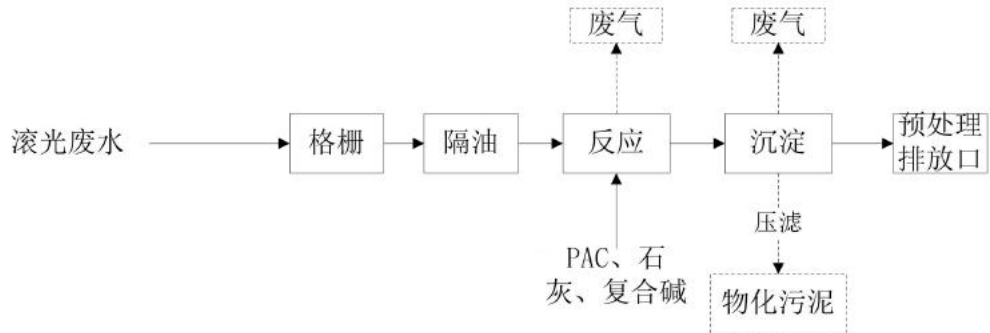 废气
废气
滚光废水
格栅
隔油
反应
沉淀
预处理
排放口
压滤
PAC、石
灰、复合碱
物化污泥